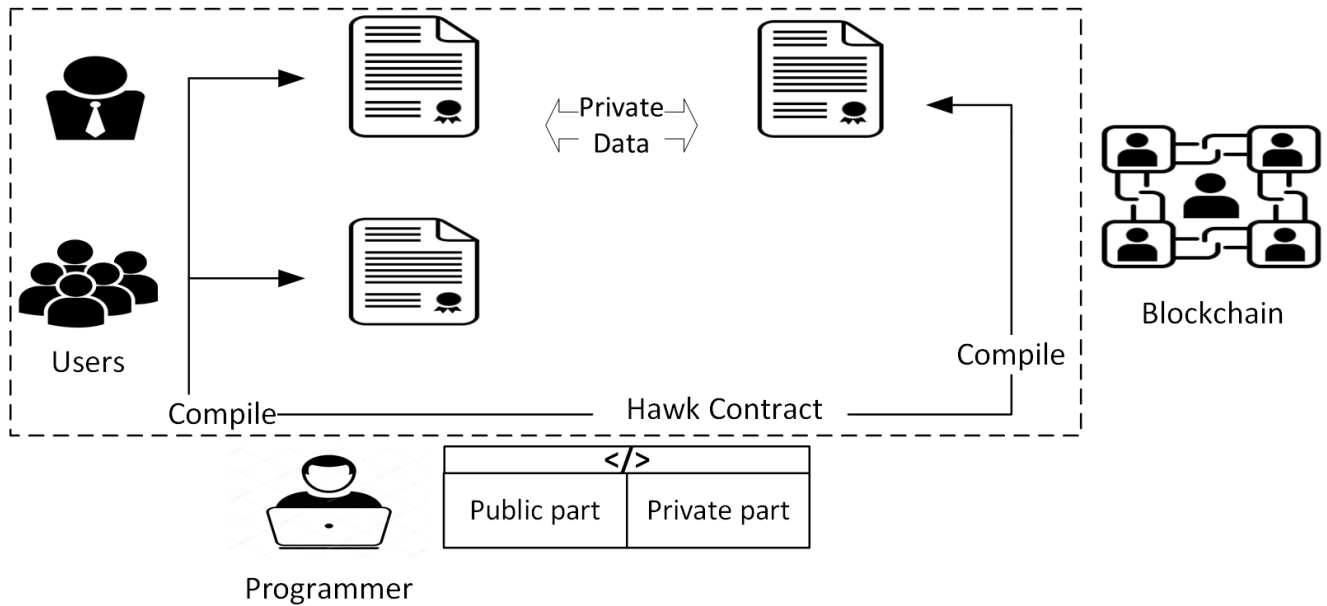 Private
Data
Users
Blockchain
Compile
Compile
Hawk Contract
</>
Public part
Private part
Programmer